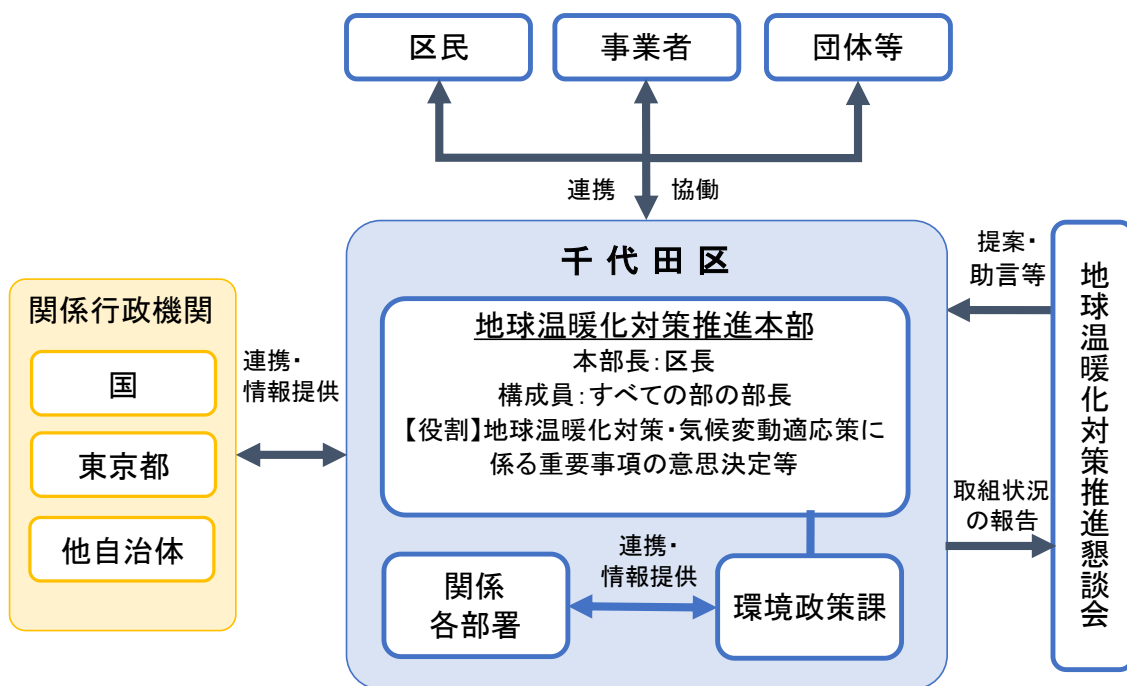 区民
事業者
団体等
連携
協働
千代田区
地球温暖化対策推進本部
本部長：区長
構成員：すべての部の部長
【役割】地球温暖化対策・気候変動適応策に
係る重要事項の意思決定等
関係
各部署
連携・
情報提供
環境政策課
関係行政機関
国
東京都
他自治体
連携・
情報提供
提案・
助言等
取組状況
の報告
地球温暖化対策推進懇談会